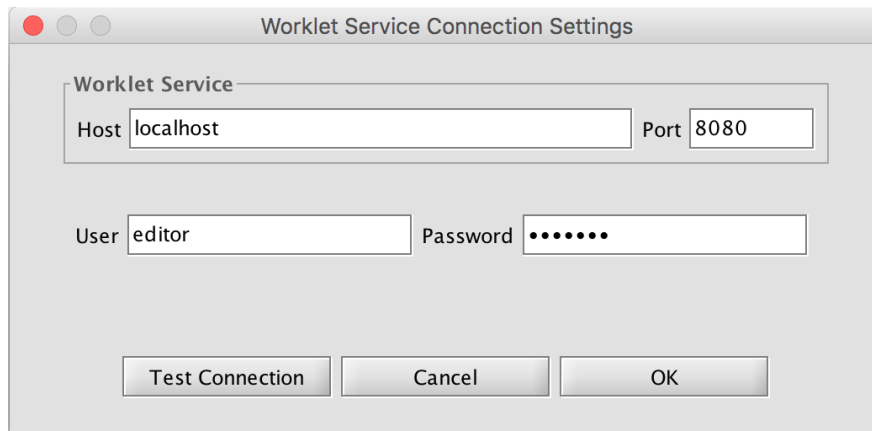 Worklet Service Connection Settings
Worklet Service
Host localhost Port 8080
User editor Password •••••••
Test Connection Cancel OK